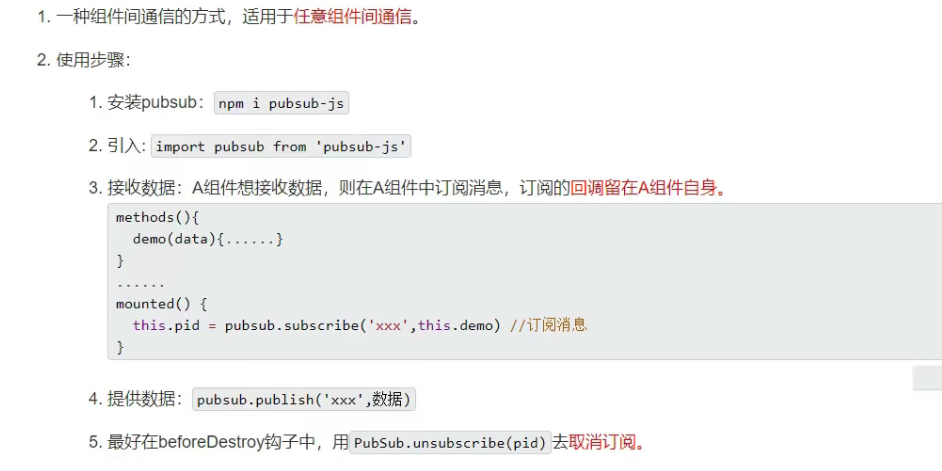 1. 一种组件间通信的方式，适用于任意组件间通信。
2. 使用步骤：
1. 安装pubsub：npm i pubsub-js
2. 引入: import pubsub from 'pubsub-js'
3. 接收数据：A组件想接收数据，则在A组件中订阅消息，订阅的回调留在A组件自身。
methods(){
demo(data){......}
}
......
mounted() {
this.pid = pubsub.subscribe('xxx',this.demo) //订阅消息
}
4. 提供数据：pubsub.publish('xxx',数据)
5. 最好在beforeDestroy钩子中，用PubSub.unsubscribe(pid)去取消订阅。